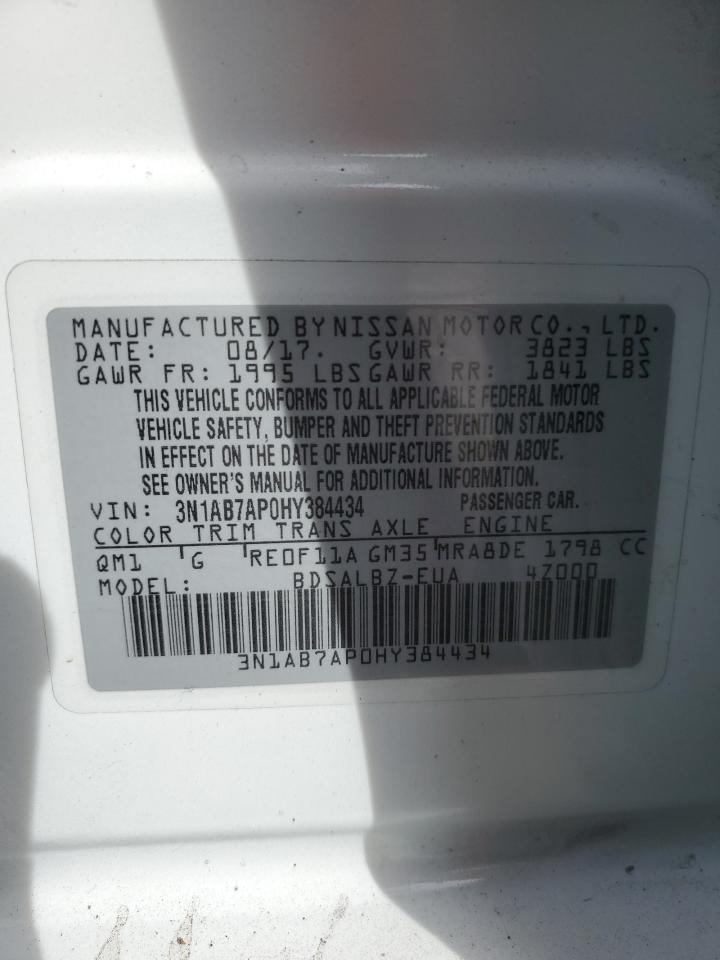 MANUFACTURED BY NISSAN MOTOR CO., LTD.
DATE: 08/17. GVWR: 3823 LBS
GAWR FR: 1995 LBS GAWR RR: 1841 LBS
THIS VEHICLE CONFORMS TO ALL APPLICABLE FEDERAL MOTOR
VEHICLE SAFETY, BUMPER AND THEFT PREVENTION STANDARDS
IN EFFECT ON THE DATE OF MANUFACTURE SHOWN ABOVE.
SEE OWNER'S MANUAL FOR ADDITIONAL INFORMATION.
VIN: 3N1AB7AP0HY384434 PASSENGER CAR.
COLOR TRIM TRANS AXLE ENGINE
QM1 G RE0F11A GM35 MRA8DE 1798 CC
MODEL: BDSALBZ-EUA 4Z000
3N1AB7AP0HY384434